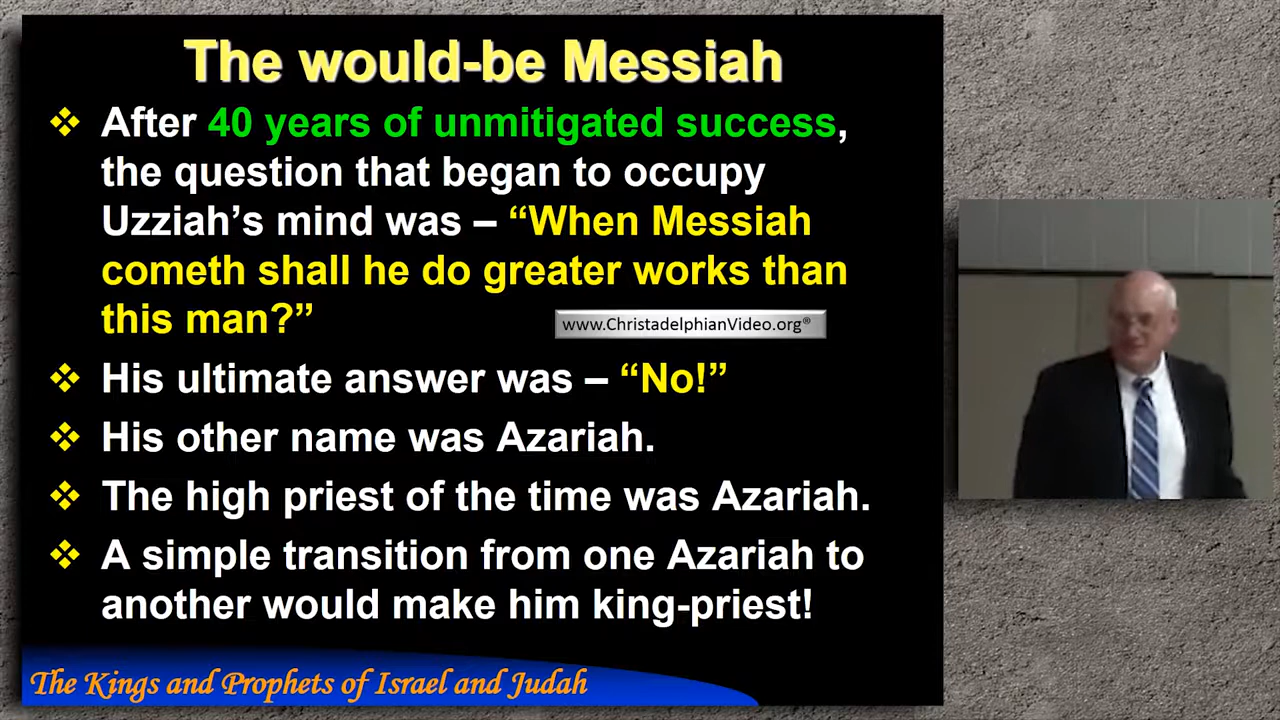 The would-be Messiah
❖ After 40 years of unmitigated success,
the question that began to occupy
Uzziah’s mind was – “When Messiah
cometh shall he do greater works than
this man?”
www.ChristadelphianVideo.org®
❖ His ultimate answer was – “No!”
❖ His other name was Azariah.
❖ The high priest of the time was Azariah.
❖ A simple transition from one Azariah to
another would make him king-priest!
The Kings and Prophets of Israel and Judah